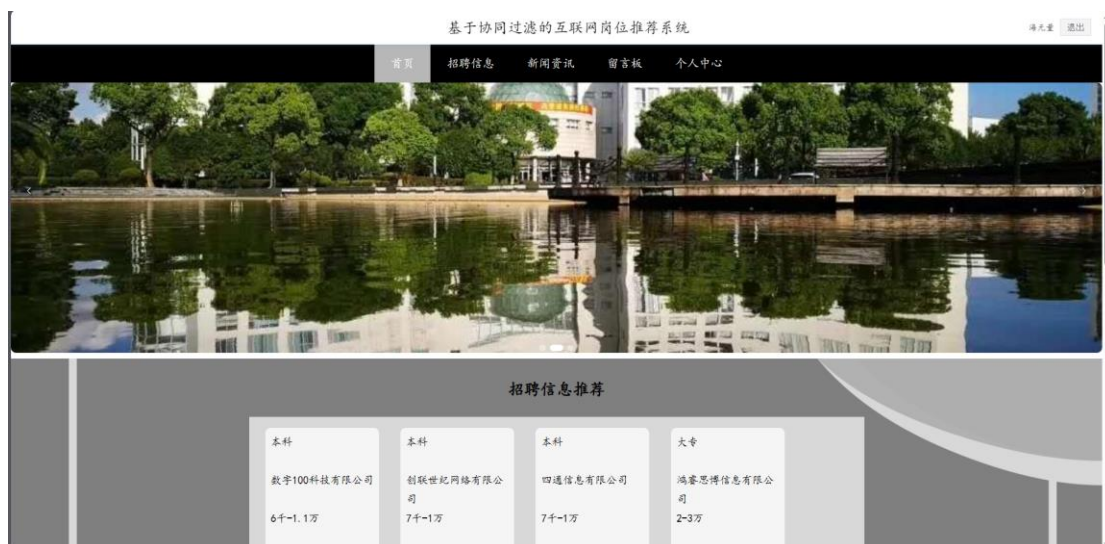 基于协同过滤的互联网岗位推荐系统
退出
首页 招聘信息 新闻资讯 留言板 个人中心
招聘信息推荐
本科 本科 本科 大专
数字100科技有限公司 创联世纪网络有限公 四通信息有限公司 鸿睿思博信息有限公
司 司
6千-1.1万 7千-1万 7千-1万 2-3万